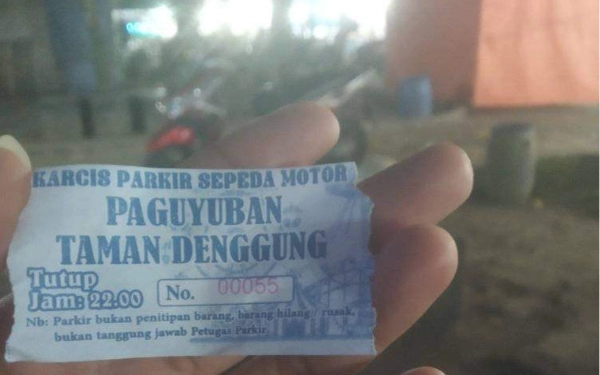 KARCIS PARKIR SEPEDA MOTOR
PAGUYUBAN
TAMAN DENGGUNG
Tutup
Jam: 22.00
No. 00055
Nb: Parkir bukan penitipan barang, barang hilang / rusak,
bukan tanggung jawab Petugas Parkir